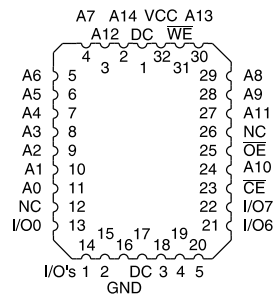 A7 A14 VCC A13
A12 DC W̅E̅
4 2 32 30
3 1 31
A6 5 29 A8
A5 6 28 A9
A4 7 27 A11
A3 8 26 NC
A2 9 25 O̅E̅
A1 10 24 A10
A0 11 23 C̅E̅
NC 12 22 I/O7
I/O0 13 21 I/O6
15 17 19
14 16 18 20
I/O's 1 2 DC 3 4 5
GND